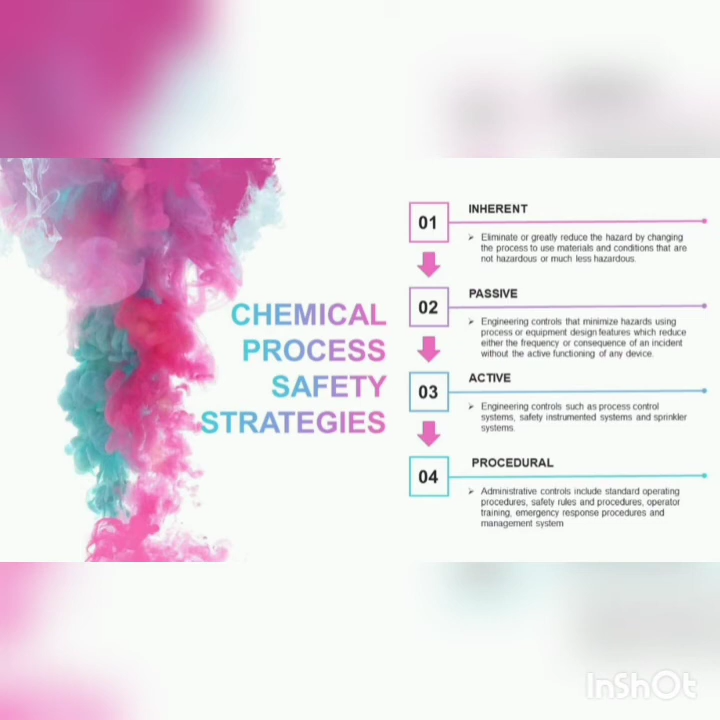 CHEMICAL
PROCESS
SAFETY
STRATEGIES
01
INHERENT
➢ Eliminate or greatly reduce the hazard by changing
the process to use materials and conditions that are
not hazardous or much less hazardous.
02
PASSIVE
➢ Engineering controls that minimize hazards using
process or equipment design features which reduce
either the frequency or consequence of an incident
without the active functioning of any device.
03
ACTIVE
➢ Engineering controls such as process control
systems, safety instrumented systems and sprinkler
systems.
04
PROCEDURAL
➢ Administrative controls include standard operating
procedures, safety rules and procedures, operator
training, emergency response procedures and
management system
InShOt